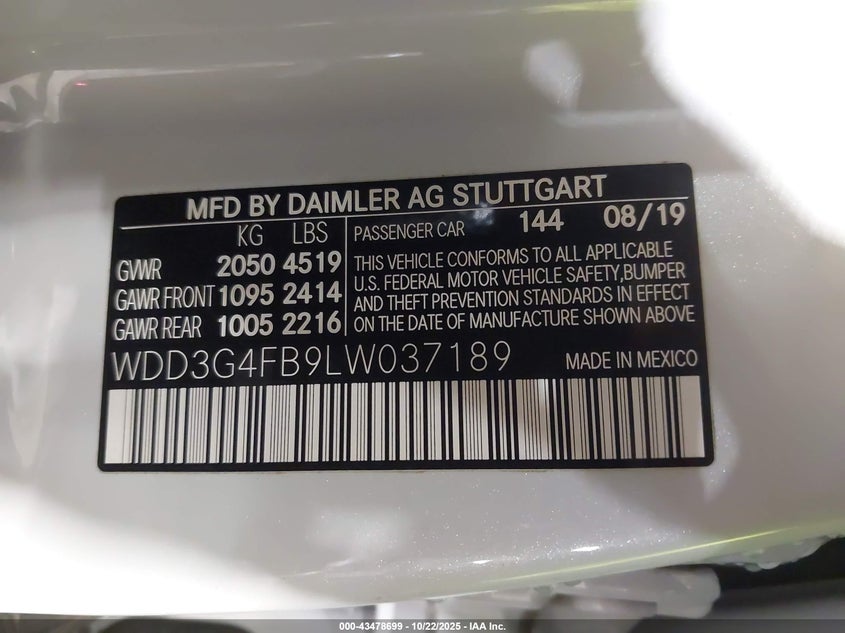 MFD BY DAIMLER AG STUTTGART
KG LBS
GVWR 2050 4519
GAWR FRONT 1095 2414
GAWR REAR 1005 2216
PASSENGER CAR 144 08/19
THIS VEHICLE CONFORMS TO ALL APPLICABLE
U.S. FEDERAL MOTOR VEHICLE SAFETY,BUMPER
AND THEFT PREVENTION STANDARDS IN EFFECT
ON THE DATE OF MANUFACTURE SHOWN ABOVE
WDD3G4FB9LW037189 MADE IN MEXICO
000-43478699 - 10/22/2025 - IAA Inc.